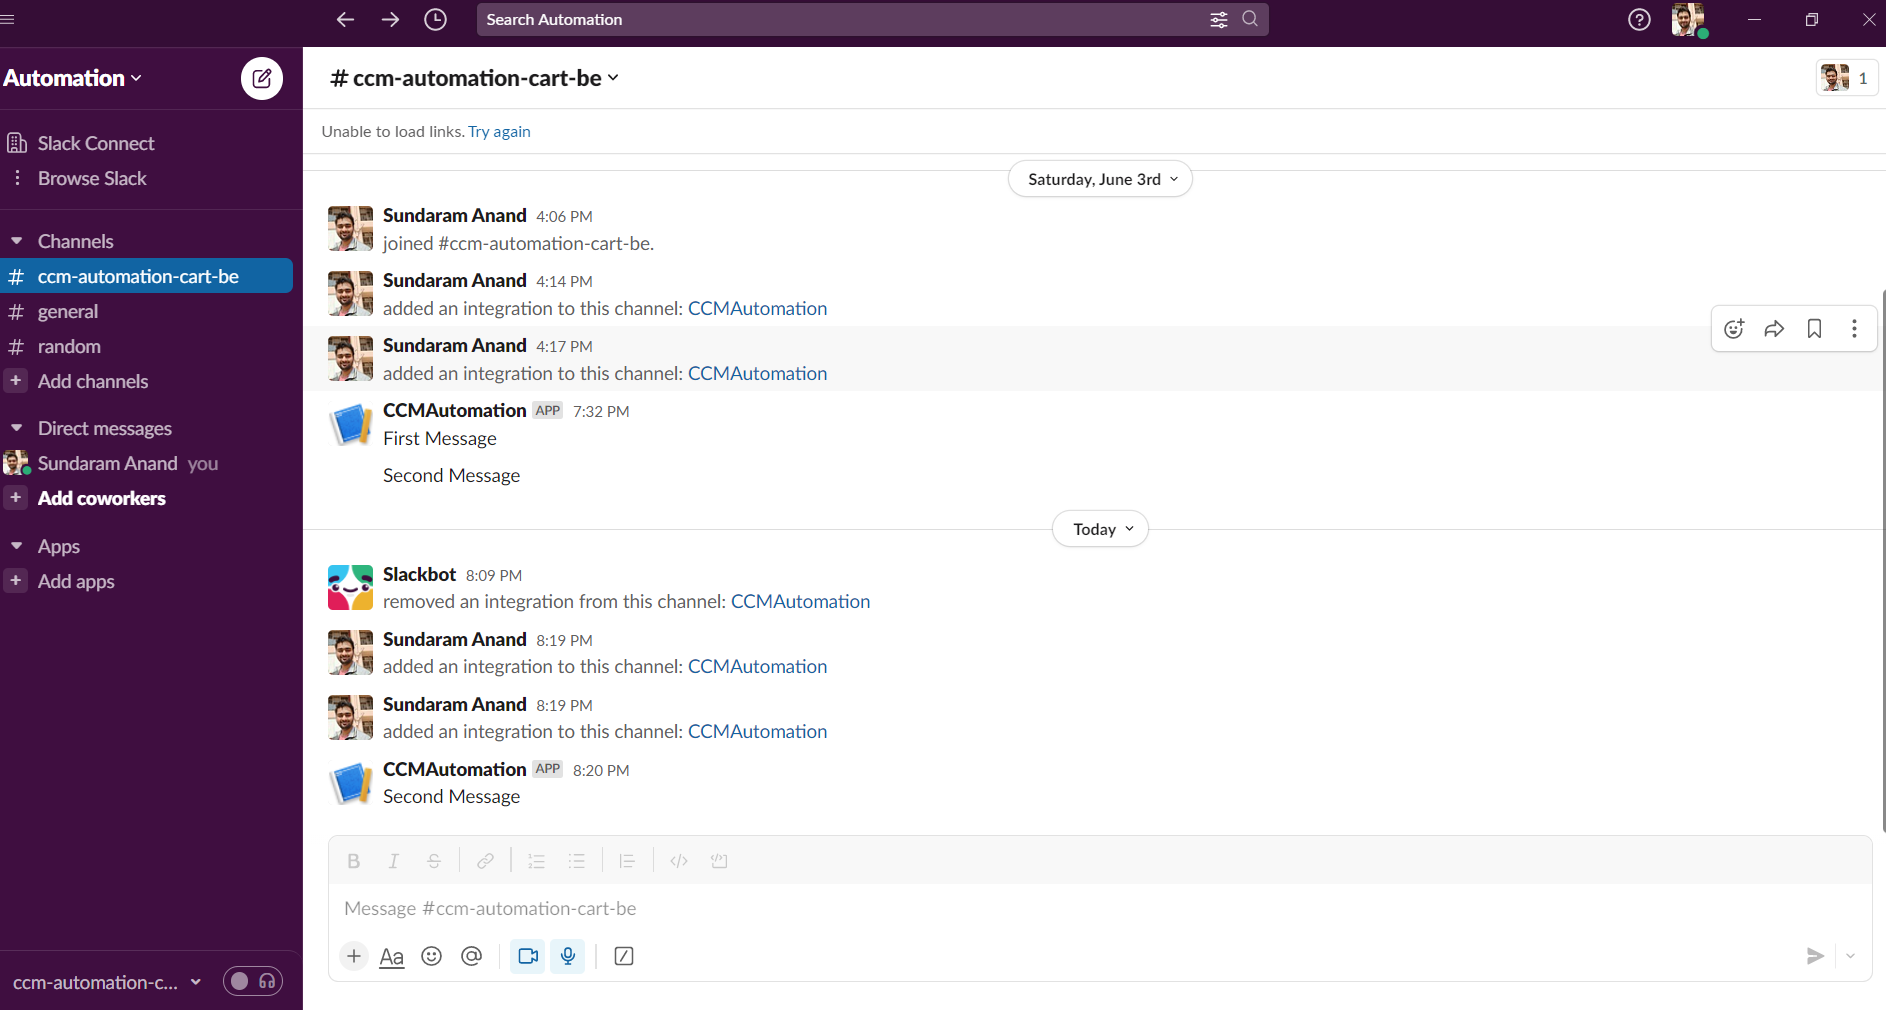 Search Automation
Automation
Slack Connect
Browse Slack
Channels
# ccm-automation-cart-be
# general
# random
+ Add channels
Direct messages
Sundaram Anand you
+ Add coworkers
Apps
+ Add apps
ccm-automation-c...
# ccm-automation-cart-be
1
Unable to load links. Try again
Saturday, June 3rd
Sundaram Anand 4:06 PM
joined #ccm-automation-cart-be.
Sundaram Anand 4:14 PM
added an integration to this channel: CCMAutomation
Sundaram Anand 4:17 PM
added an integration to this channel: CCMAutomation
CCMAutomation APP 7:32 PM
First Message
Second Message
Today
Slackbot 8:09 PM
removed an integration from this channel: CCMAutomation
Sundaram Anand 8:19 PM
added an integration to this channel: CCMAutomation
Sundaram Anand 8:19 PM
added an integration to this channel: CCMAutomation
CCMAutomation APP 8:20 PM
Second Message
B I S
Message #ccm-automation-cart-be
+ Aa @